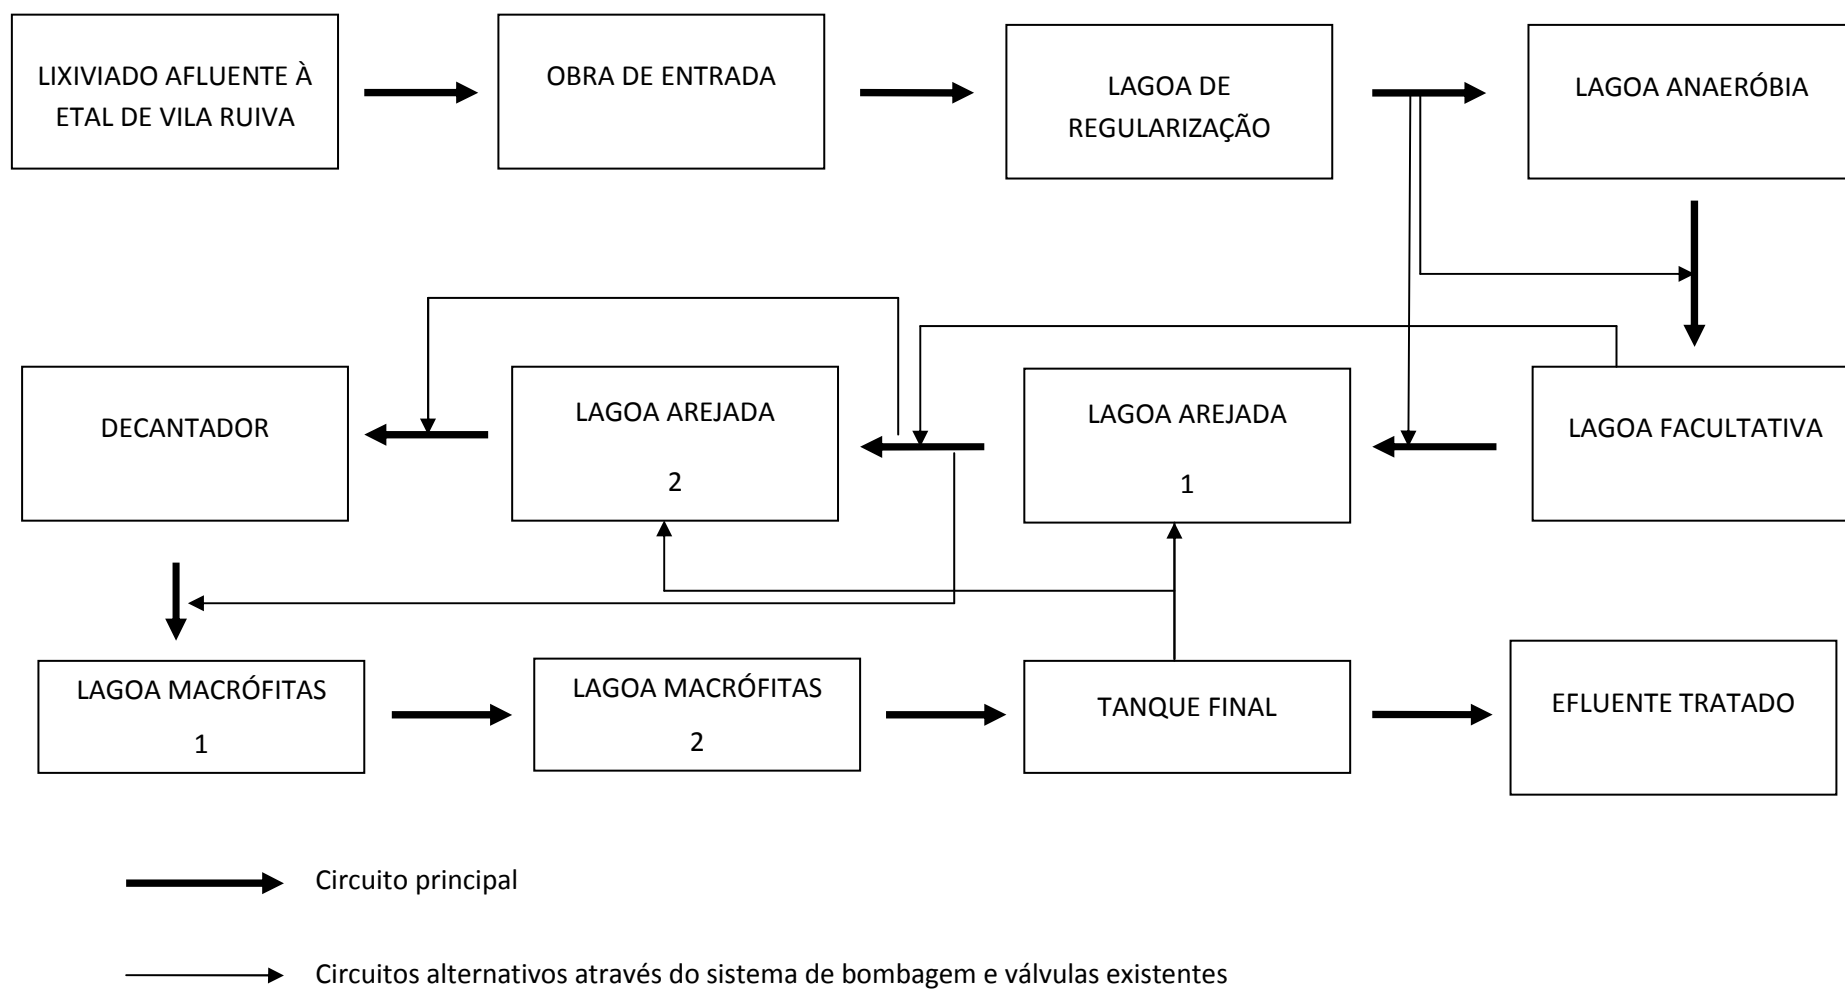 LIXIVIADO AFLUENTE À
ETAL DE VILA RUIVA
OBRA DE ENTRADA
LAGOA DE
REGULARIZAÇÃO
LAGOA ANAERÓBIA
DECANTADOR
LAGOA AREJADA
2
LAGOA AREJADA
1
LAGOA FACULTATIVA
LAGOA MACRÓFITAS
1
LAGOA MACRÓFITAS
2
TANQUE FINAL
EFLUENTE TRATADO
Circuito principal
Circuitos alternativos através do sistema de bombagem e válvulas existentes